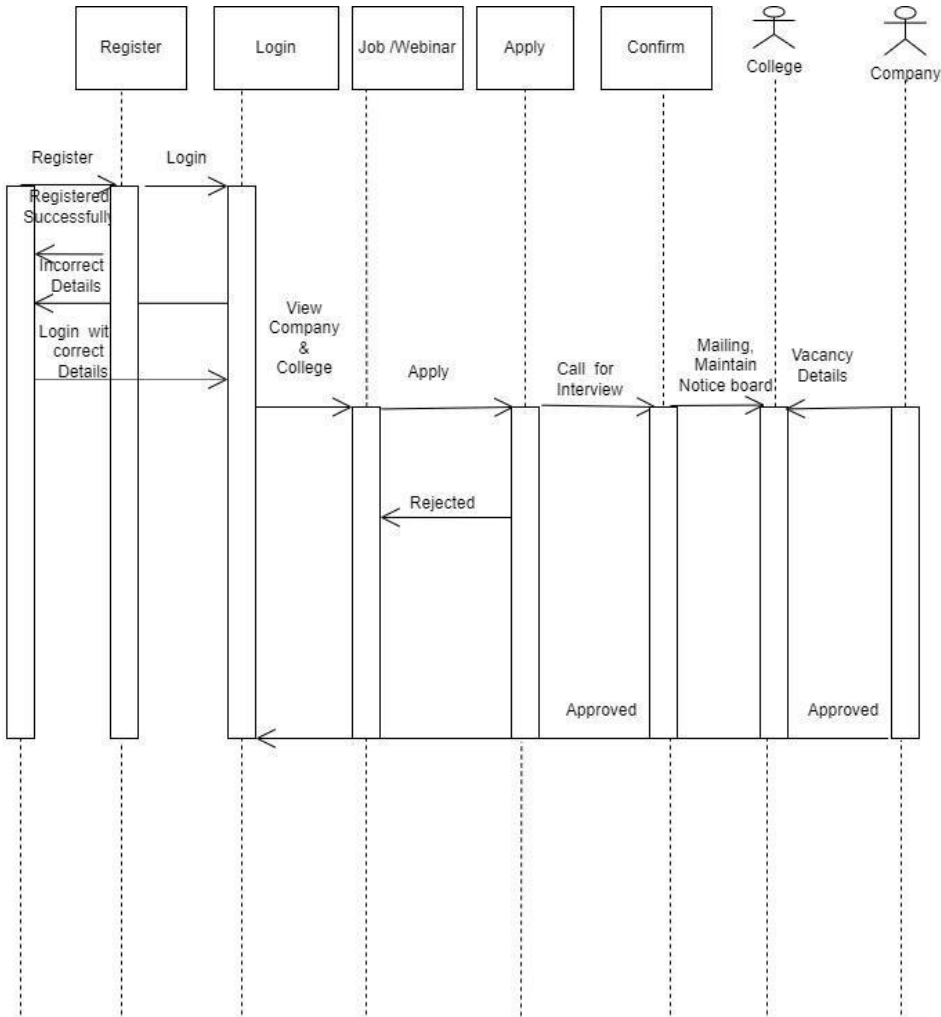 Register
Login
Job /Webinar
Apply
Confirm
College
Company
Register
Login
Registered
Successfully
Incorrect
Details
Login wit
correct
Details
View
Company
&
College
Apply
Call for
Interview
Mailing,
Maintain
Notice board
Vacancy
Details
Rejected
Approved
Approved